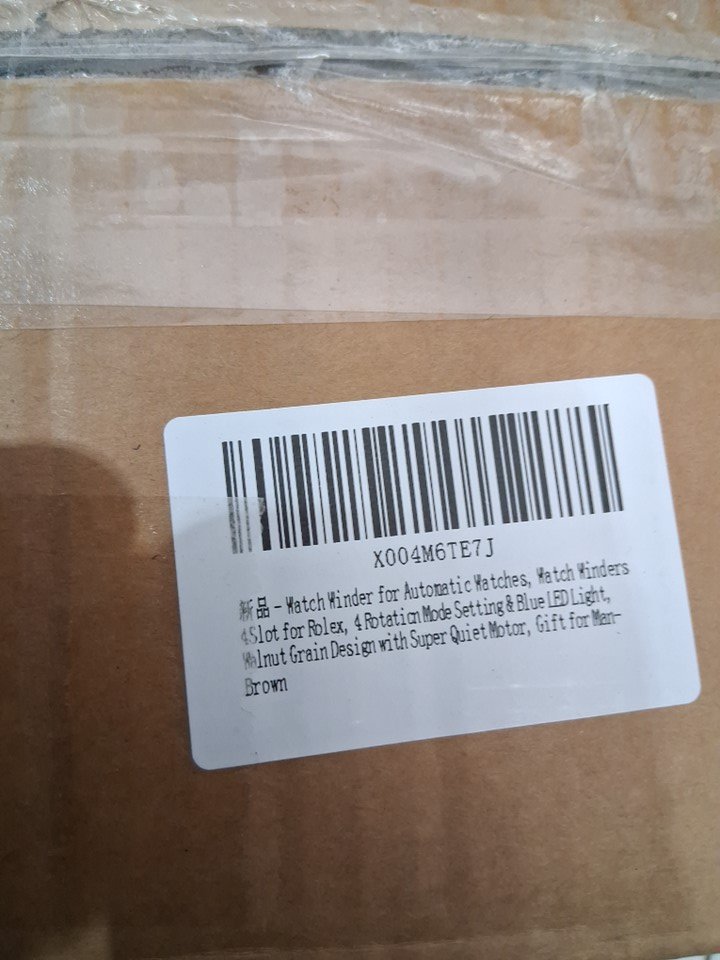 X004M6TE7J
新品 - Watch Winder for Automatic Watches, Watch Winders
4 Slot for Rolex, 4 Rotation Mode Setting & Blue LED Light,
Walnut Grain Design with Super Quiet Motor, Gift for Man-
Brown